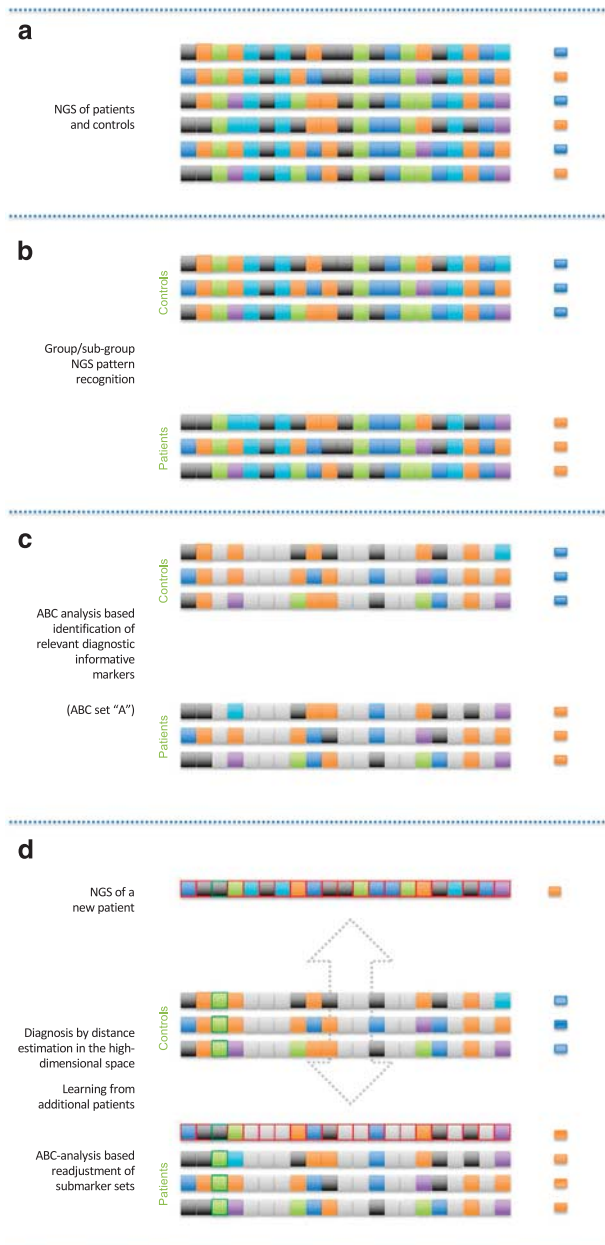 a
NGS of patients
and controls
b
Controls
Group/sub-group
NGS pattern
recognition
Patients
c
Controls
ABC analysis based
identification of
relevant diagnostic
informative
markers
(ABC set “A”)
Patients
d
NGS of a
new patient
Controls
Diagnosis by distance
estimation in the high-
dimensional space
Learning from
additional patients
ABC-analysis based
readjustment of
submarker sets
Patients